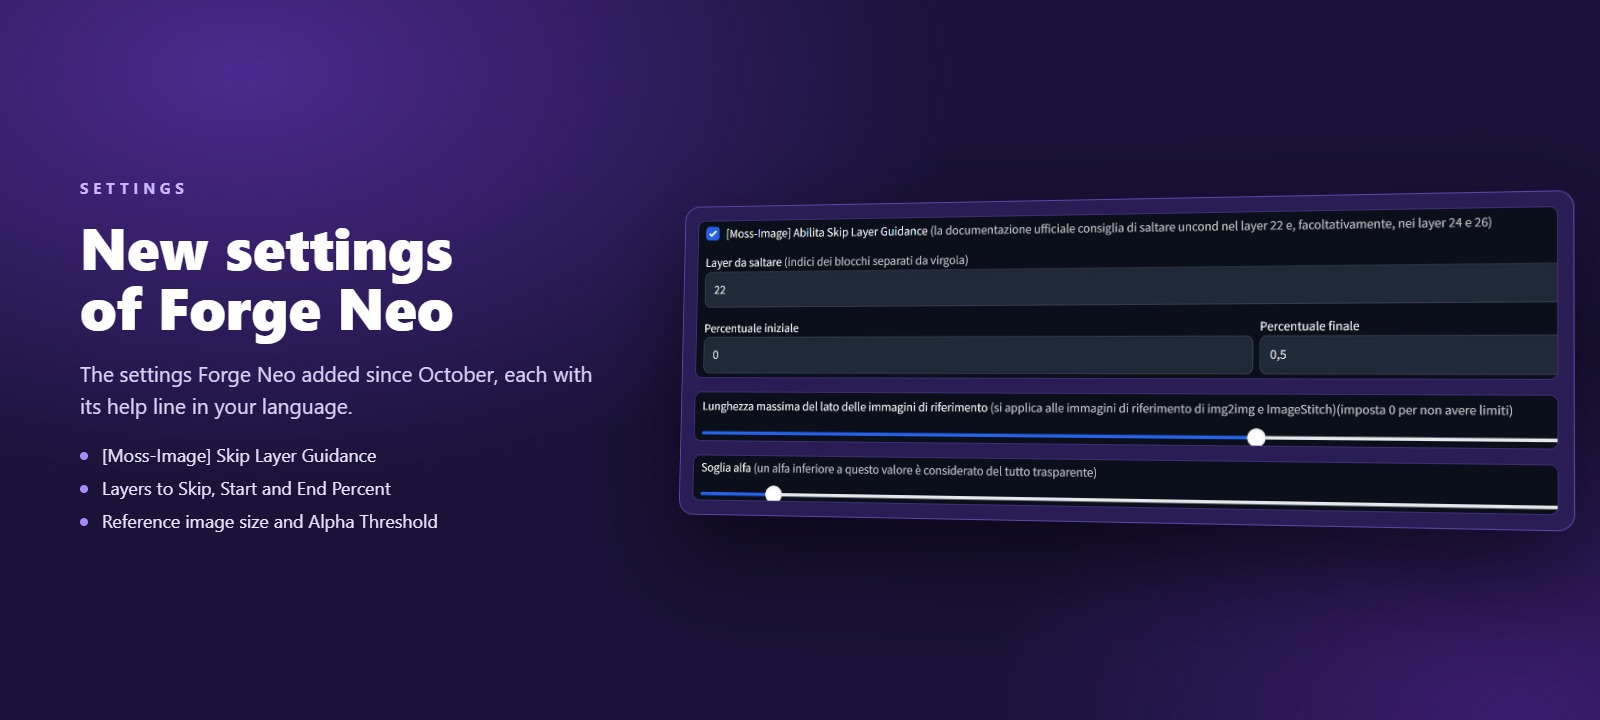 SETTINGS
New settings
of Forge Neo
The settings Forge Neo added since October, each with
its help line in your language.
[Moss-Image] Skip Layer Guidance
Layers to Skip, Start and End Percent
Reference image size and Alpha Threshold
[Moss-Image] Abilita Skip Layer Guidance (la documentazione ufficiale consiglia di saltare uncond nel layer 22 e, facoltativamente, nei layer 24 e 26)
Layer da saltare (indici dei blocchi separati da virgola)
22
Percentuale iniziale
Percentuale finale
0
0,5
Lunghezza massima del lato delle immagini di riferimento (si applica alle immagini di riferimento di img2img e ImageStitch)(imposta 0 per non avere limiti)
Soglia alfa (un alfa inferiore a questo valore è considerato del tutto trasparente)